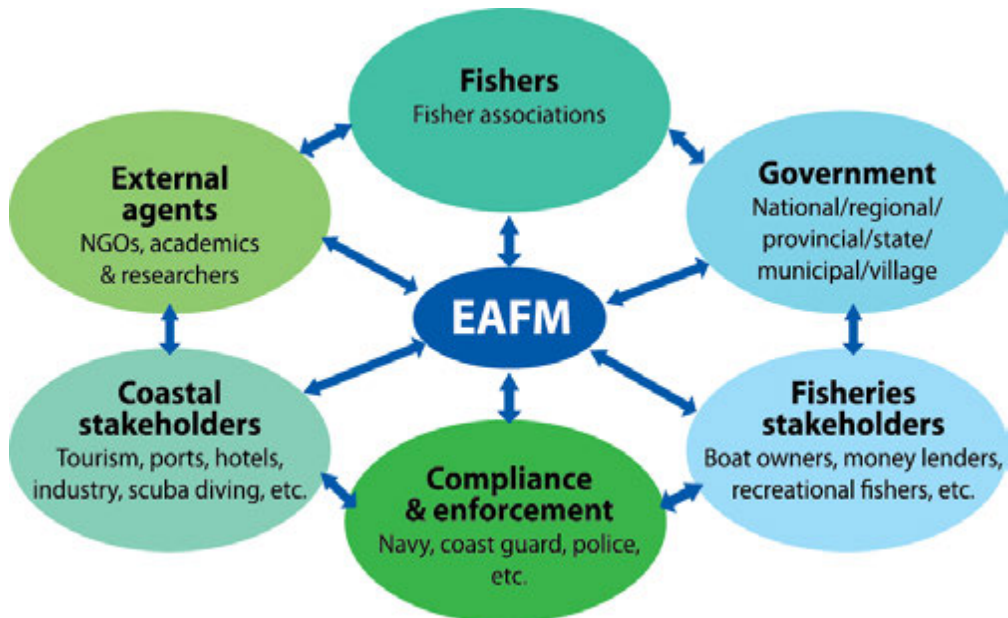 Fishers
Fisher associations
External
agents
NGOs, academics
& researchers
Government
National/regional/
provincial/state/
municipal/village
EAFM
Coastal
stakeholders
Tourism, ports, hotels,
industry, scuba diving, etc.
Compliance
& enforcement
Navy, coast guard, police,
etc.
Fisheries
stakeholders
Boat owners, money lenders,
recreational fishers, etc.